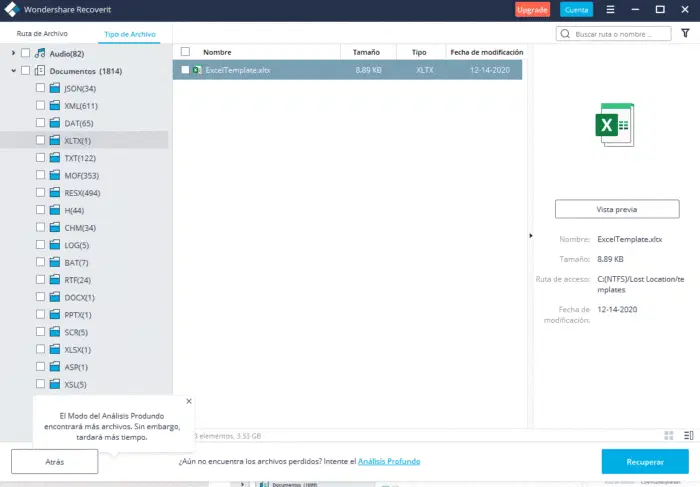 Wondershare Recoverit
Upgrade
Cuenta
Ruta de Archivo
Tipo de Archivo
Buscar ruta o nombre ...
Audio(82)
Documentos (1814)
JSON(34)
XML(611)
DAT(65)
XLTX(1)
TXT(122)
MOF(353)
RESX(494)
H(44)
CHM(34)
LOG(5)
BAT(7)
RTF(24)
DOCX(1)
PPTX(1)
SCR(5)
XLSX(1)
ASP(1)
XSL(5)
Nombre Tamaño Tipo Fecha de modificación
ExcelTemplate.xltx 8.89 KB XLTX 12-14-2020
X
Vista previa
Nombre: ExcelTemplate.xltx
Tamaño: 8.89 KB
Ruta de acceso: C:(NTFS)/Lost Location/te
mplates
Fecha de 12-14-2020
modificación:
El Modo del Análisis Produndo
encontrará más archivos. Sin embargo,
tardará más tiempo.
elementos, 3.53 GB
Atrás
¿Aún no encuentra los archivos perdidos? Intente el Análisis Profundo
Recuperar
Documentos